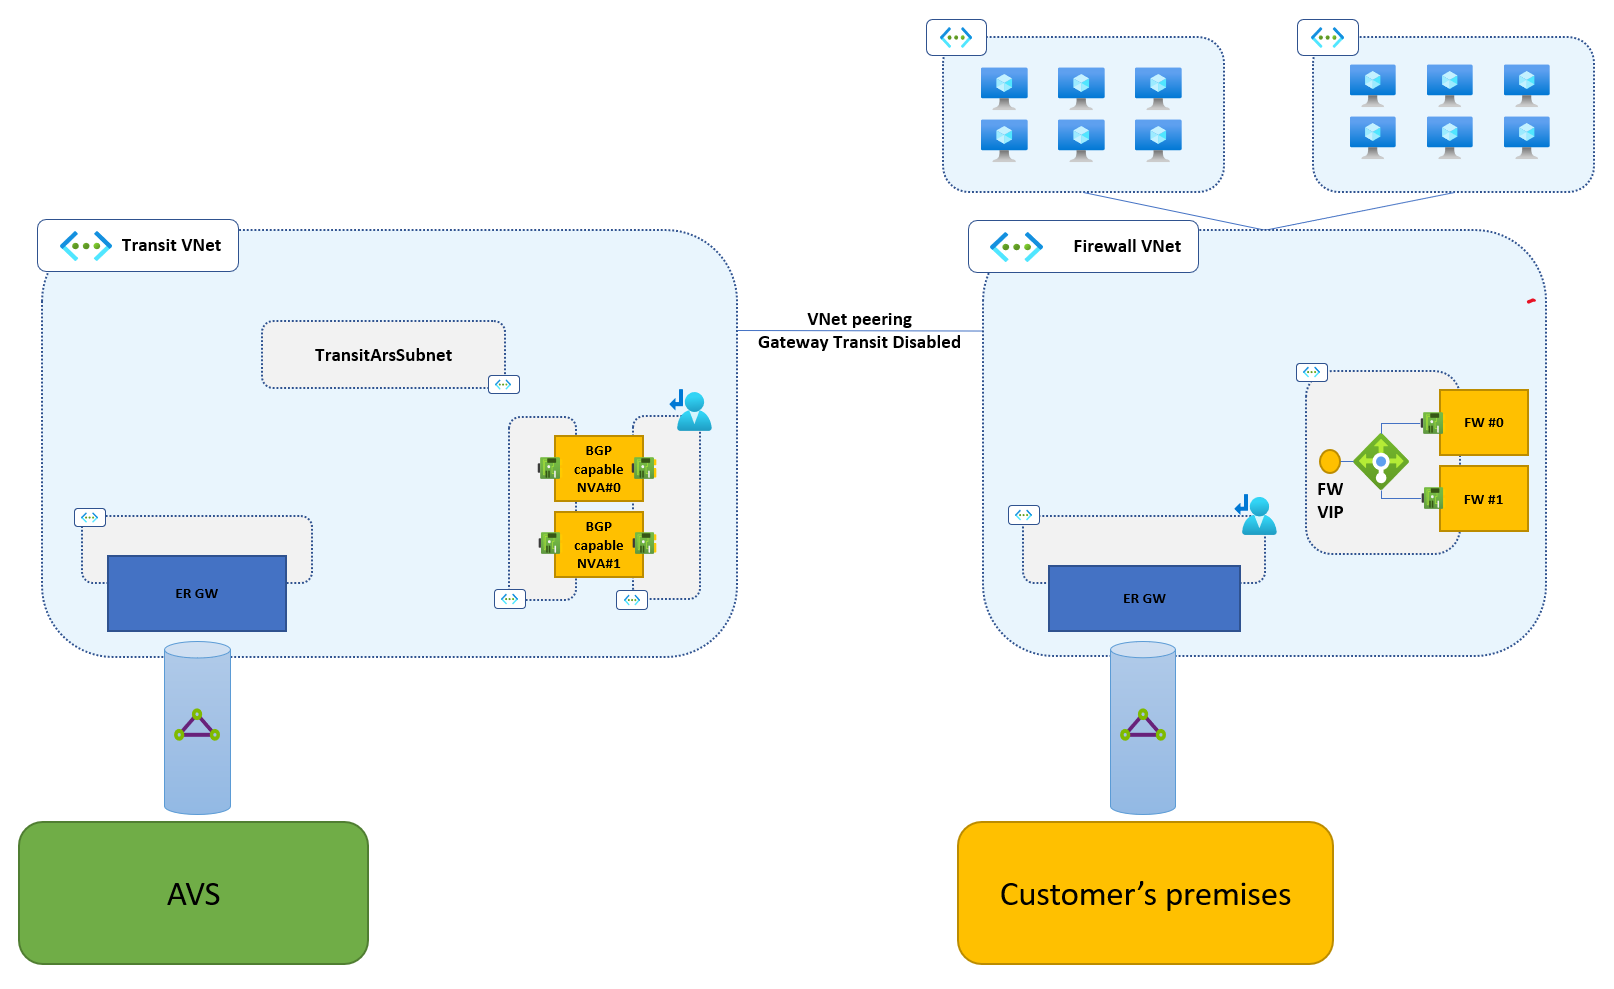 Transit VNet
Firewall VNet
VNet peering
Gateway Transit Disabled
TransitArsSubnet
BGP
capable
NVA#0
BGP
capable
NVA#1
FW #0
FW #1
FW
VIP
ER GW
ER GW
AVS
Customer’s premises